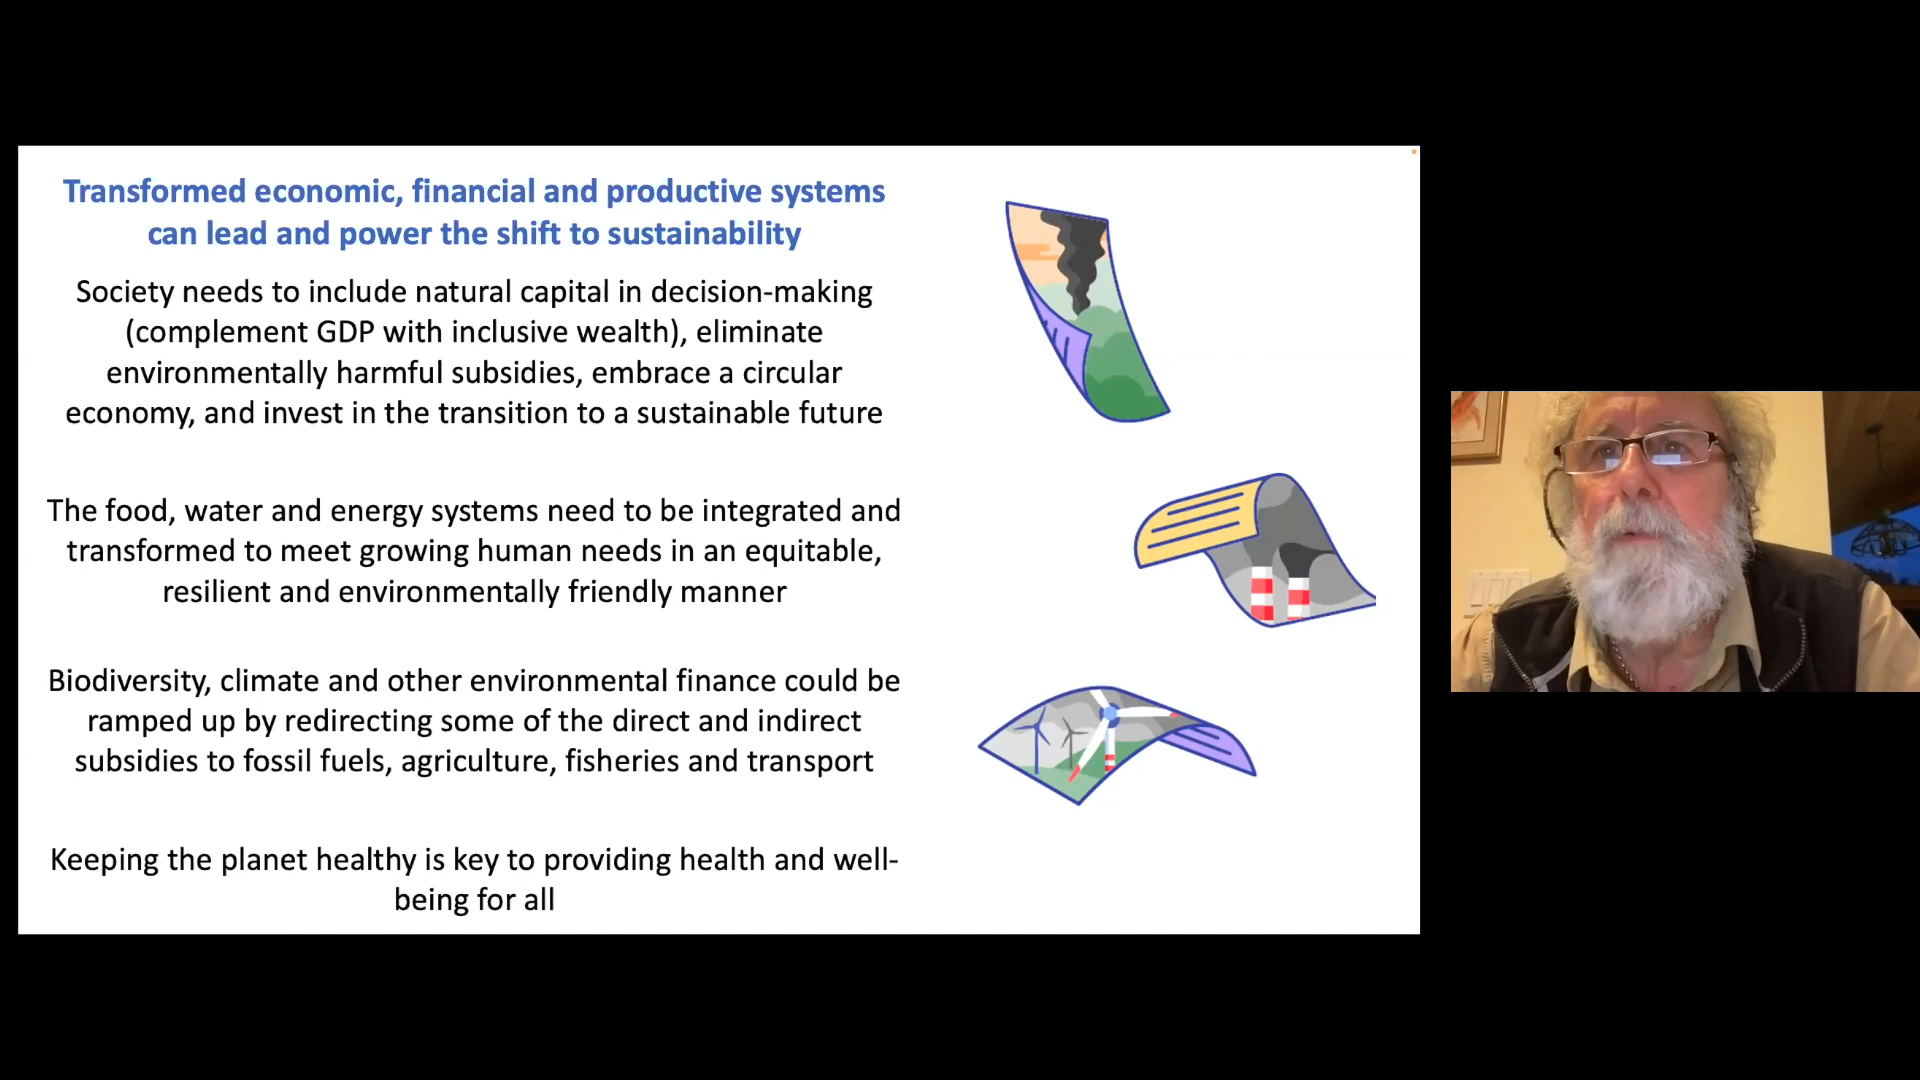 Transformed economic, financial and productive systems
can lead and power the shift to sustainability
Society needs to include natural capital in decision-making
(complement GDP with inclusive wealth), eliminate
environmentally harmful subsidies, embrace a circular
economy, and invest in the transition to a sustainable future
The food, water and energy systems need to be integrated and
transformed to meet growing human needs in an equitable,
resilient and environmentally friendly manner
Biodiversity, climate and other environmental finance could be
ramped up by redirecting some of the direct and indirect
subsidies to fossil fuels, agriculture, fisheries and transport
Keeping the planet healthy is key to providing health and well-
being for all